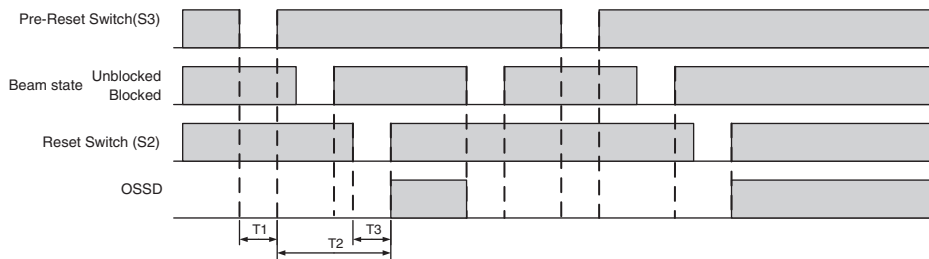 Pre-Reset Switch(S3)
Beam state Unblocked
Blocked
Reset Switch (S2)
OSSD
T1
T3
T2